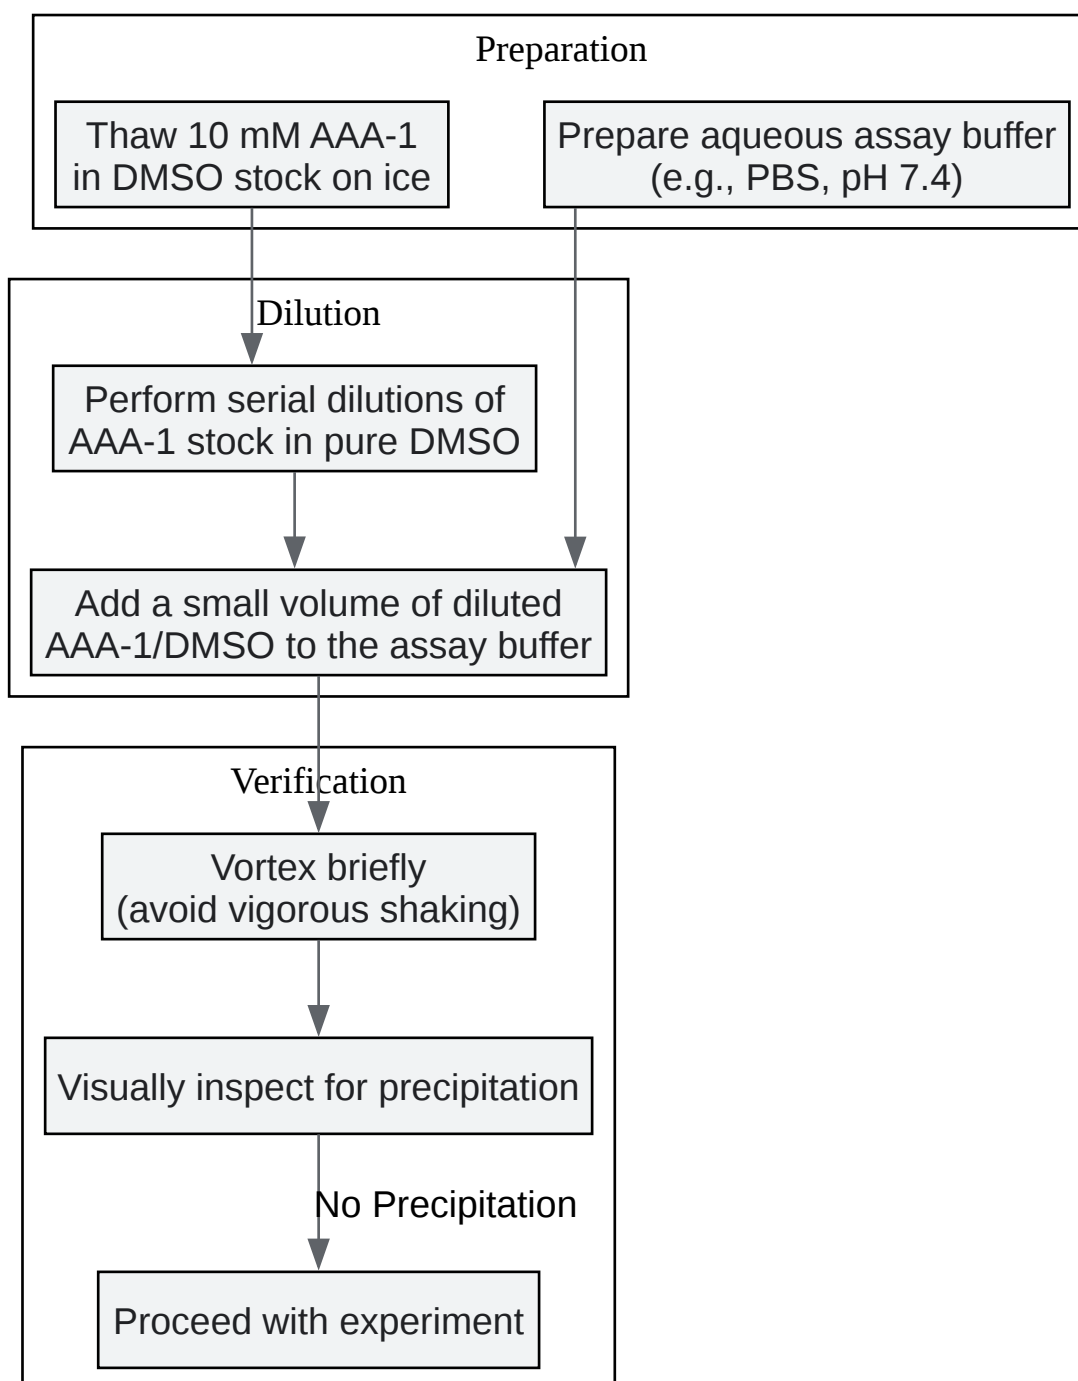 Preparation
Thaw 10 mM AAA-1
in DMSO stock on ice
Prepare aqueous assay buffer
(e.g., PBS, pH 7.4)
Dilution
Perform serial dilutions of
AAA-1 stock in pure DMSO
Add a small volume of diluted
AAA-1/DMSO to the assay buffer
Verification
Vortex briefly
(avoid vigorous shaking)
Visually inspect for precipitation
No Precipitation
Proceed with experiment